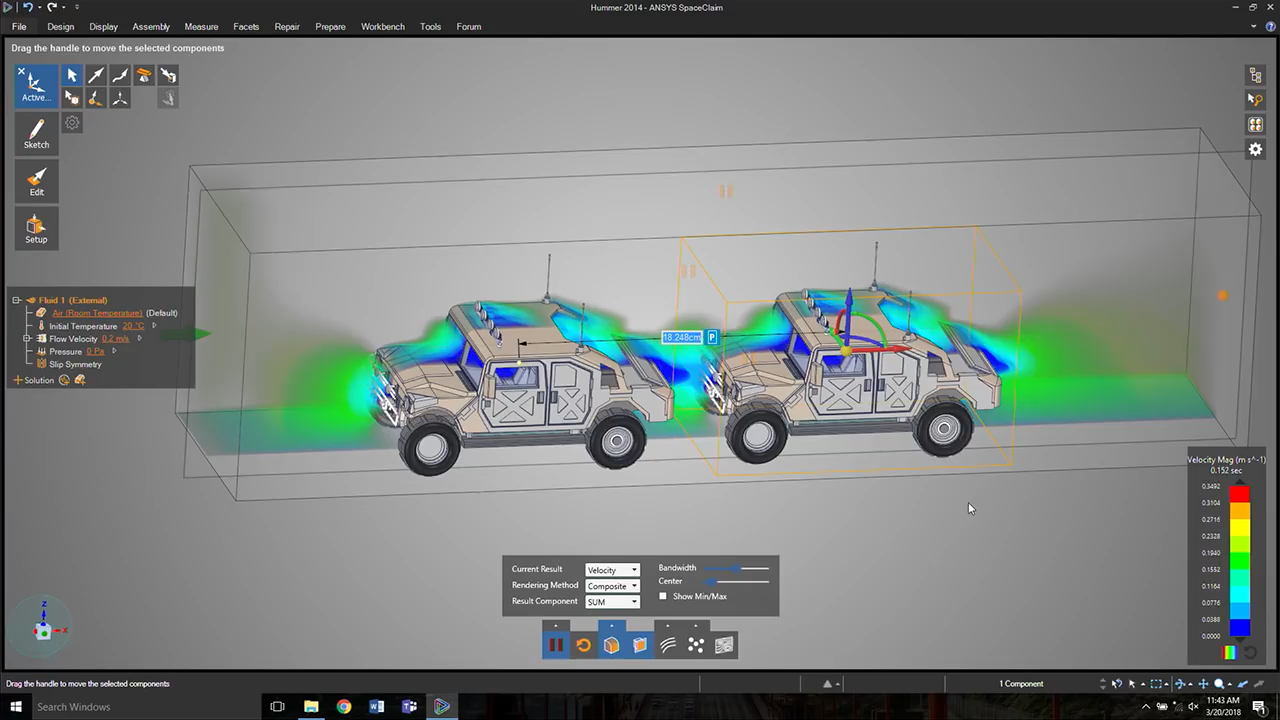 Hummer 2014 - ANSYS SpaceClaim
File Design Display Assembly Measure Facets Repair Prepare Workbench Tools Forum
Drag the handle to move the selected components
Active...
Sketch
Edit
Setup
Fluid 1 (External)
Air (Room Temperature) (Default)
Initial Temperature 20 °C
Flow Velocity 0.2 m/s
Pressure 0 Pa
Slip Symmetry
Solution
18.248cm P
Velocity Mag (m s^-1)
0.152 sec
0.3492
0.3104
0.2716
0.2328
0.1940
0.1552
0.1164
0.0776
0.0388
0.0000
Current Result Velocity
Rendering Method Composite
Result Component SUM
Bandwidth
Center
Show Min/Max
Z
X
Drag the handle to move the selected components
1 Component
Search Windows
11:43 AM
3/20/2018